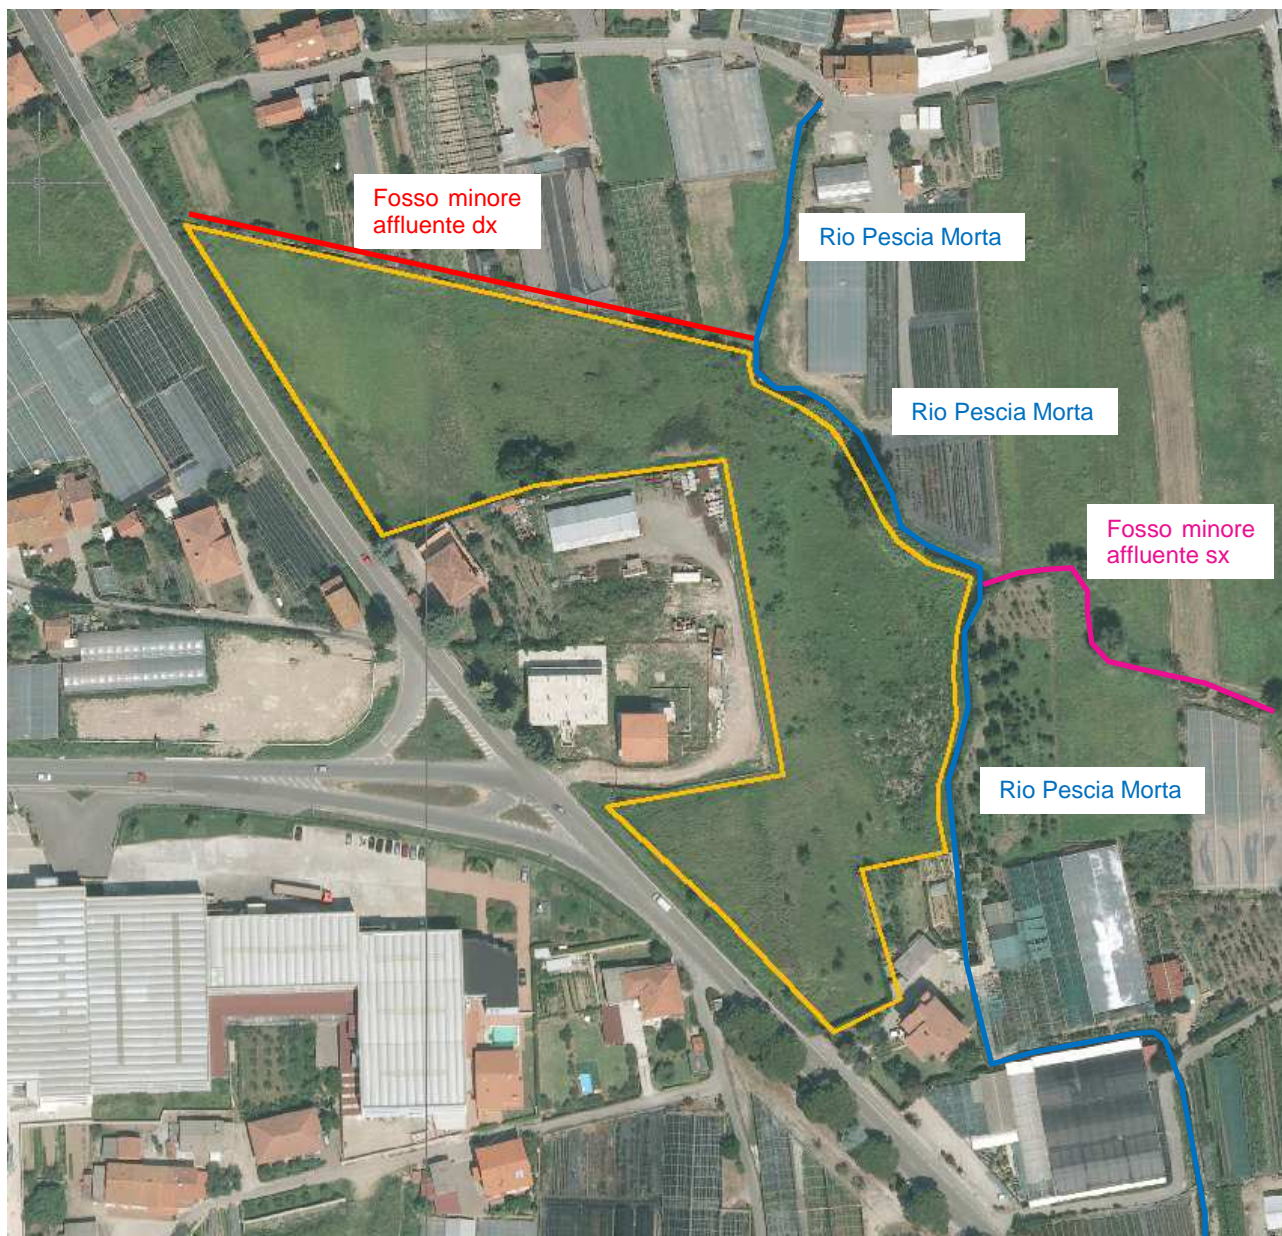 Fosso minore
affluente dx
Rio Pescia Morta
Rio Pescia Morta
Fosso minore
affluente sx
Rio Pescia Morta